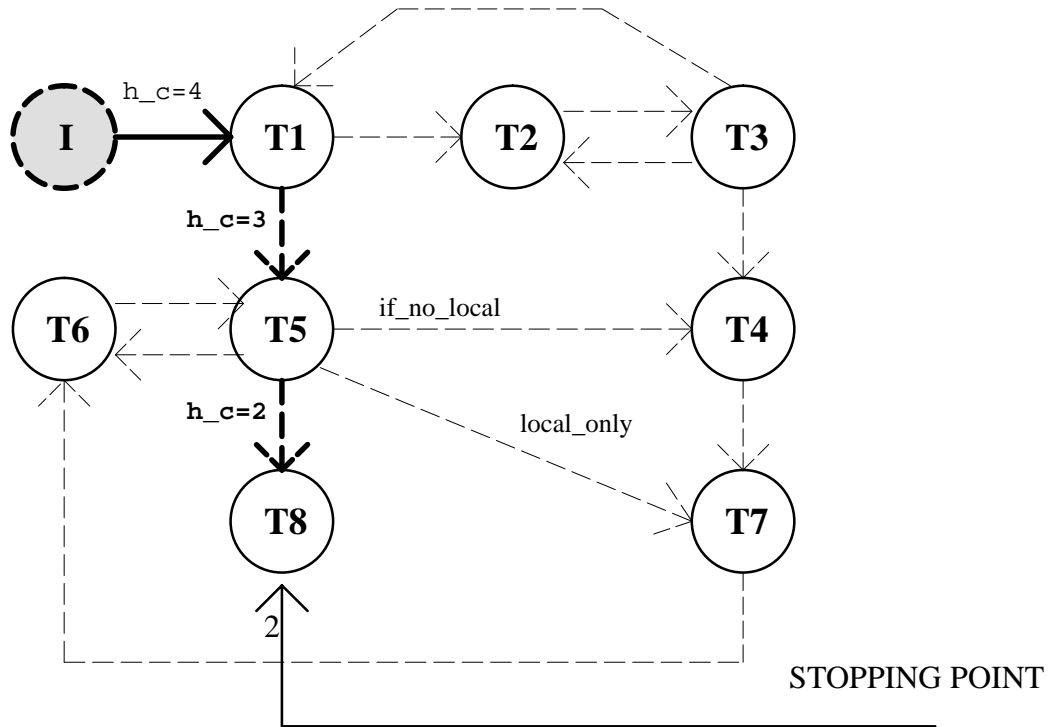 h_c=4
I
T1
T2
T3
h_c=3
if_no_local
T6
T5
T4
h_c=2
local_only
T8
T7
2
STOPPING POINT